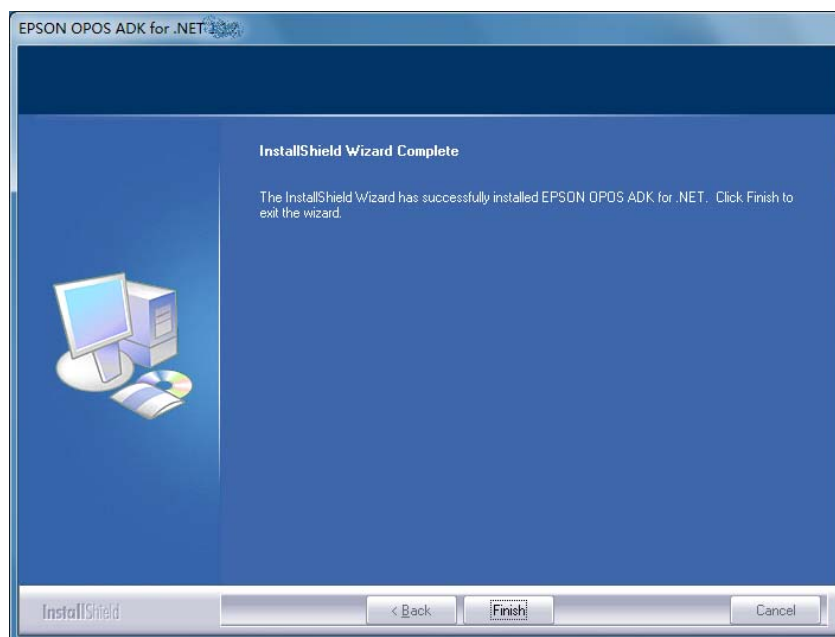 EPSON OPOS ADK for .NET
InstallShield Wizard Complete
The InstallShield Wizard has successfully installed EPSON OPOS ADK for .NET. Click Finish to
exit the wizard.
InstallShield
< Back
Finish
Cancel